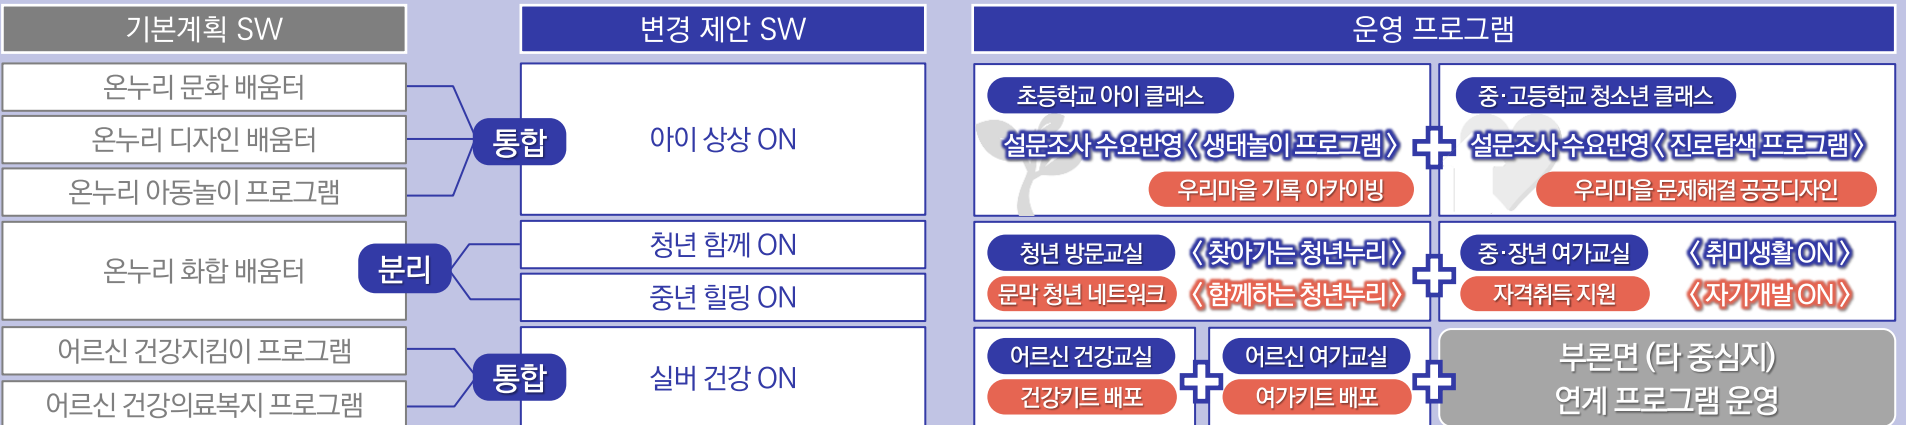 기본계획 SW
변경 제안 SW
운영 프로그램
온누리 문화 배움터
온누리 디자인 배움터
온누리 아동놀이 프로그램
통합
아이 상상 ON
초등학교 아이 클래스
설문조사 수요반영 〈 생태놀이 프로그램 〉
우리마을 기록 아카이빙
중·고등학교 청소년 클래스
설문조사 수요반영 〈 진로탐색 프로그램 〉
우리마을 문제해결 공공디자인
온누리 화합 배움터
분리
청년 함께 ON
중년 힐링 ON
청년 방문교실 〈 찾아가는 청년누리 〉
문막 청년 네트워크 〈 함께하는 청년누리 〉
중·장년 여가교실 〈 취미생활 ON 〉
자격취득 지원 〈 자기개발 ON 〉
어르신 건강지킴이 프로그램
어르신 건강의료복지 프로그램
통합
실버 건강 ON
어르신 건강교실
건강키트 배포
어르신 여가교실
여가키트 배포
부론면 (타 중심지)
연계 프로그램 운영